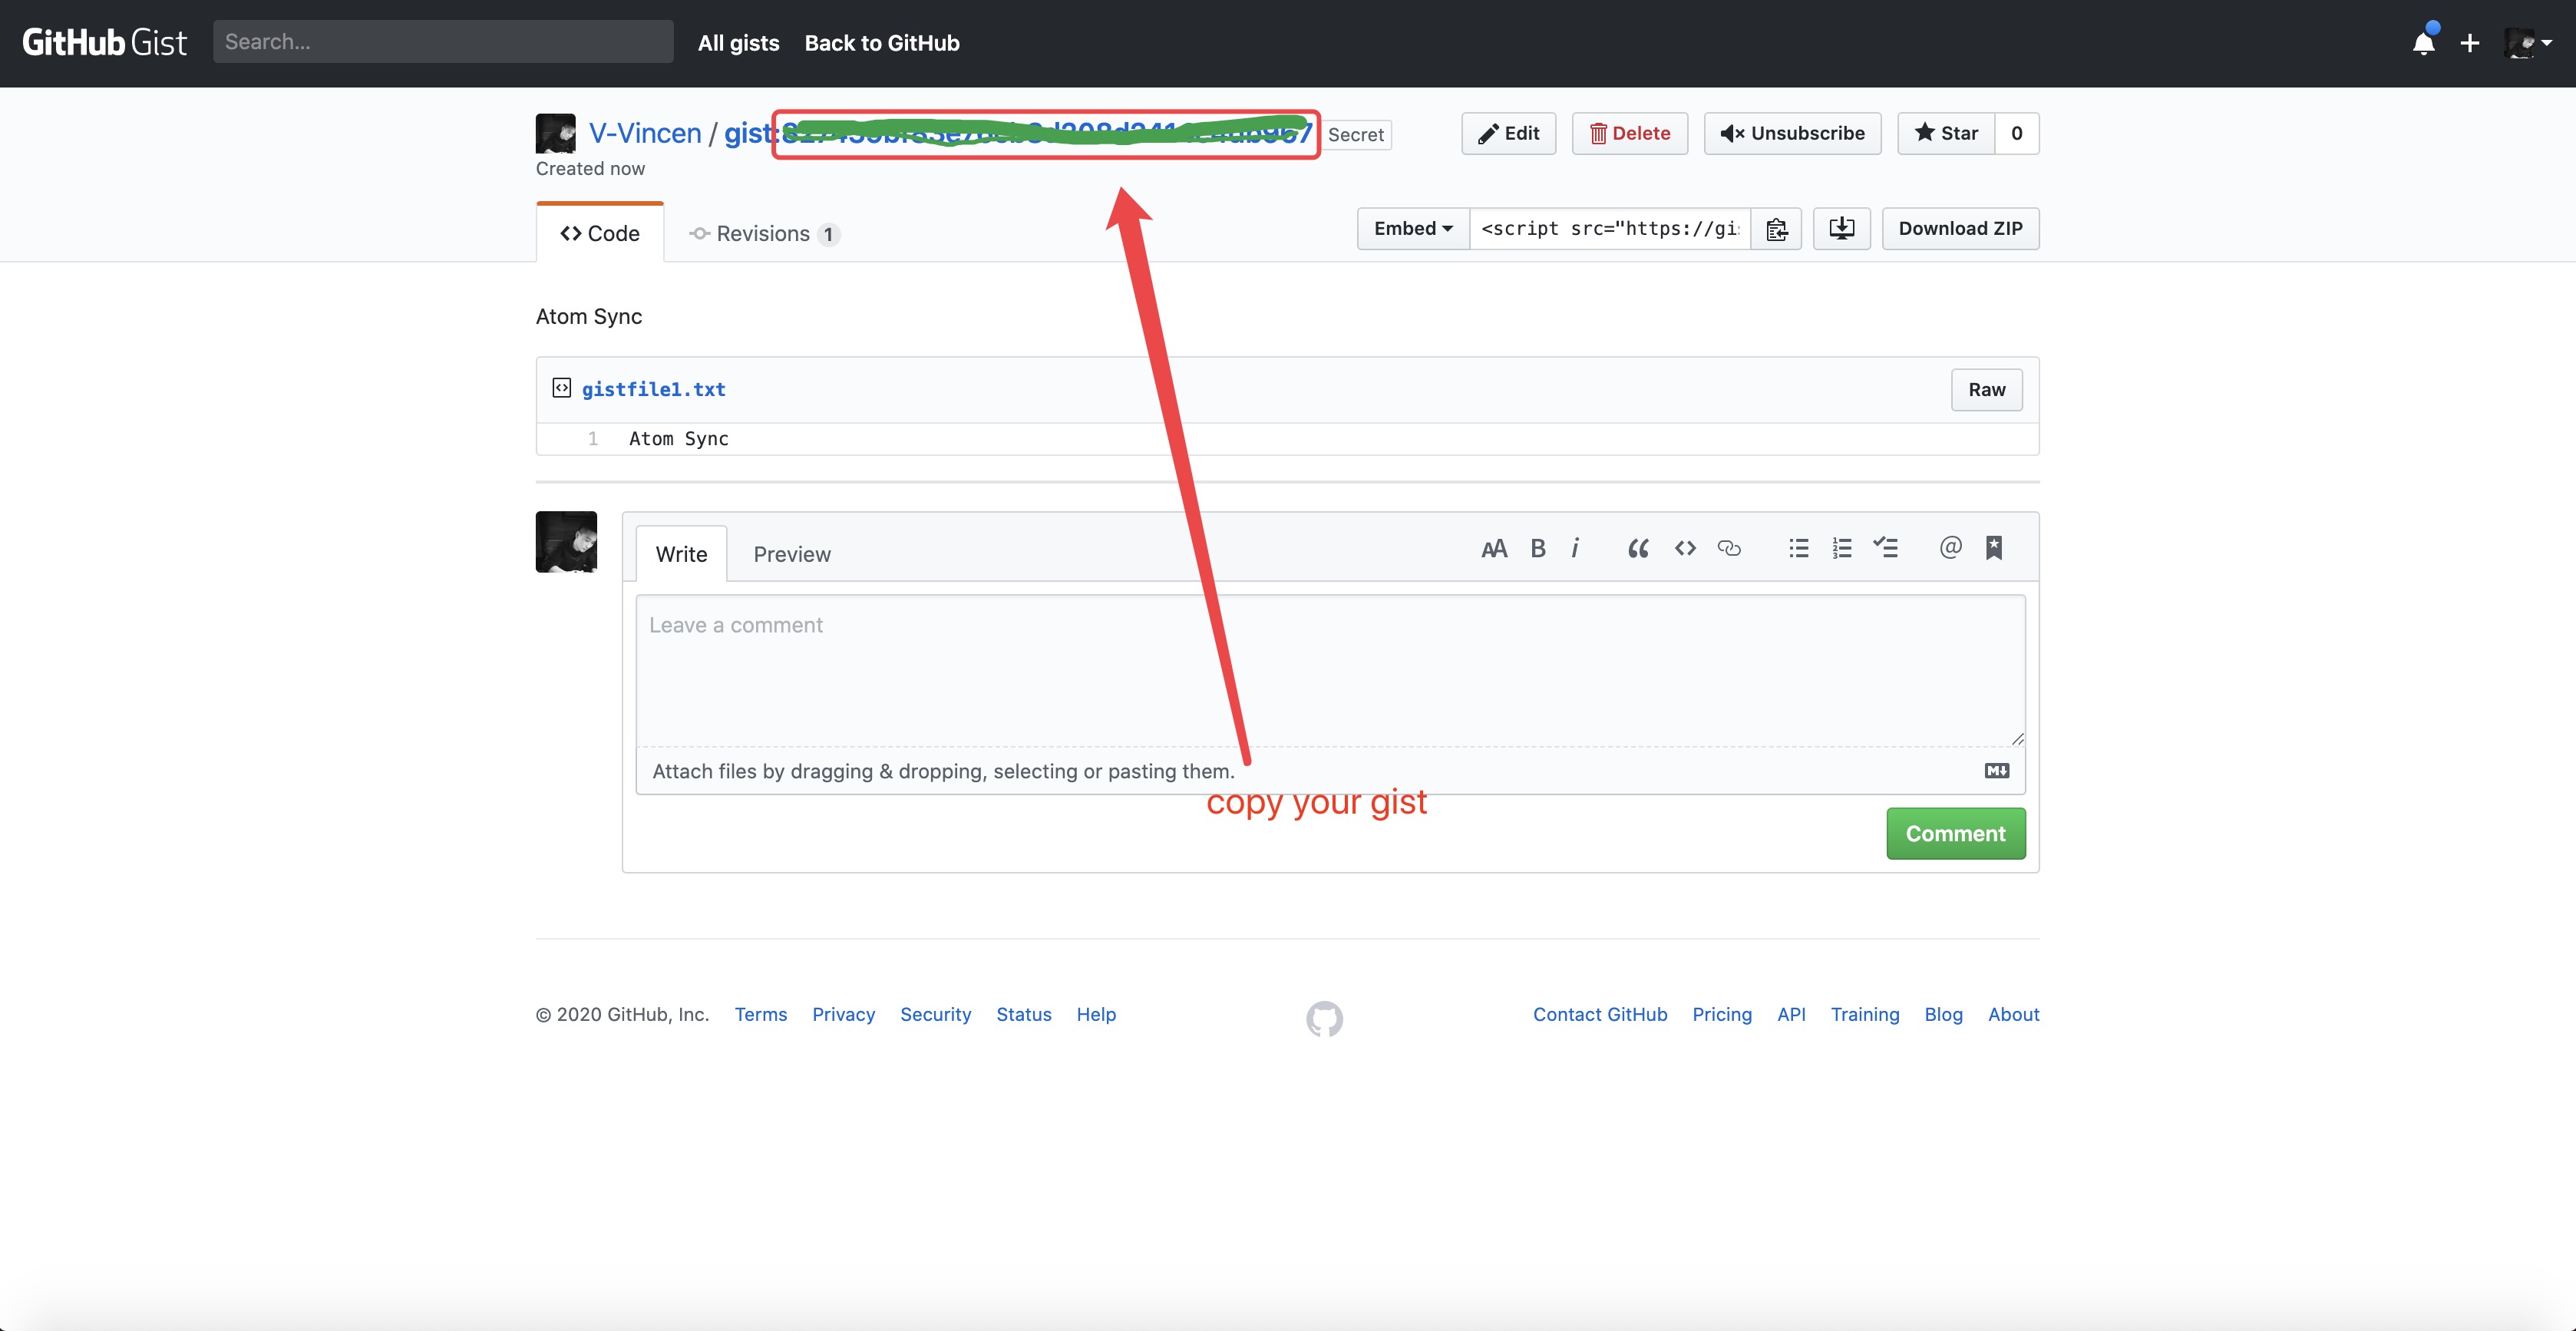 GitHub Gist Search... All gists Back to GitHub
V-Vincen / gist: Secret Edit Delete Unsubscribe Star 0
Created now
Code Revisions 1 Embed <script src="https://gi Download ZIP
Atom Sync
gistfile1.txt Raw
1 Atom Sync
Write Preview AA B i @
Leave a comment
Attach files by dragging & dropping, selecting or pasting them.
copy your gist
Comment
© 2020 GitHub, Inc. Terms Privacy Security Status Help Contact GitHub Pricing API Training Blog About